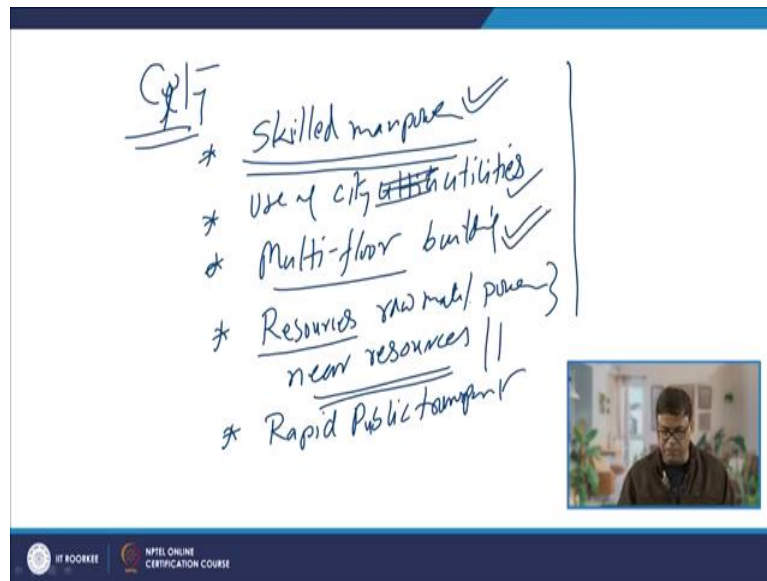 City
* Skilled manpower
* Use of city utilities
* Multi-floor building
* Resources raw mate/ power }
near resources
* Rapid Public transport
IIT ROORKEE
NPTEL ONLINE
CERTIFICATION COURSE